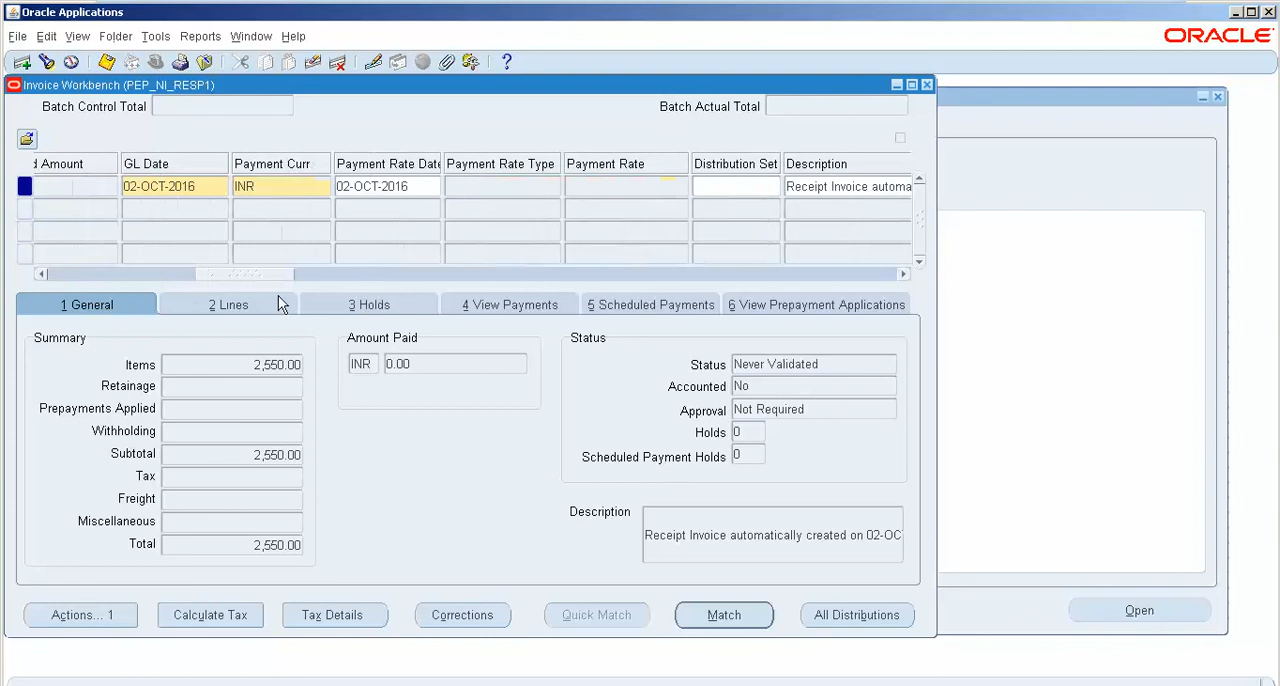 Oracle Applications
File Edit View Folder Tools Reports Window Help
ORACLE
Invoice Workbench (PEP_NI_RESP1)
Batch Control Total
Batch Actual Total
d Amount GL Date Payment Curr Payment Rate Date Payment Rate Type Payment Rate Distribution Set Description
02-OCT-2016 INR 02-OCT-2016 Receipt Invoice automa
1 General 2 Lines 3 Holds 4 View Payments 5 Scheduled Payments 6 View Prepayment Applications
Summary
Items 2,550.00
Retainage
Prepayments Applied
Withholding
Subtotal 2,550.00
Tax
Freight
Miscellaneous
Total 2,550.00
Amount Paid
INR 0.00
Status
Status Never Validated
Accounted No
Approval Not Required
Holds 0
Scheduled Payment Holds 0
Description
Receipt Invoice automatically created on 02-OC
Actions... 1 Calculate Tax Tax Details Corrections Quick Match Match All Distributions
Open